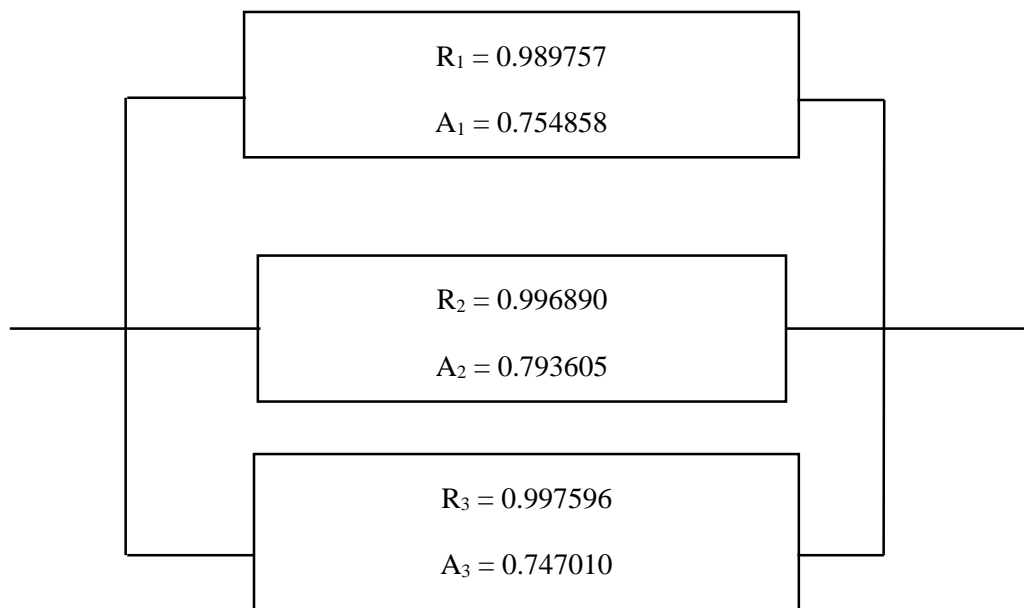 R₁ = 0.989757
A₁ = 0.754858
R₂ = 0.996890
A₂ = 0.793605
R₃ = 0.997596
A₃ = 0.747010